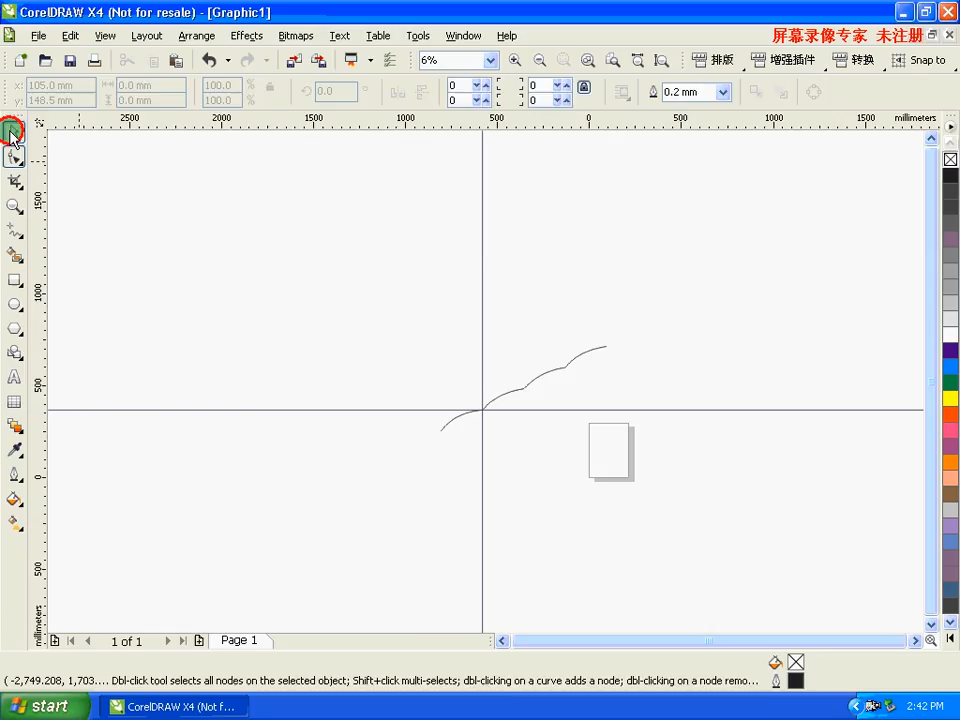 CorelDRAW X4 (Not for resale) - [Graphic1]
File Edit View Layout Arrange Effects Bitmaps Text Table Tools Window Help 屏幕录像专家 未注册
6% 排版 增强插件 转换 Snap to
x: 105.0 mm 0.0 mm 100.0 % 0.0 ° 0 0 0.2 mm
y: 148.5 mm 0.0 mm 100.0 % 0 0
2500 2000 1500 1000 500 0 500 1000 1500 millimeters
1500
1000
500
0
500
millimeters
1 of 1 Page 1
( -2,749.208, 1,703.... Dbl-click tool selects all nodes on the selected object; Shift+click multi-selects; dbl-clicking on a curve adds a node; dbl-clicking on a node remo...
start CorelDRAW X4 (Not f... 2:42 PM